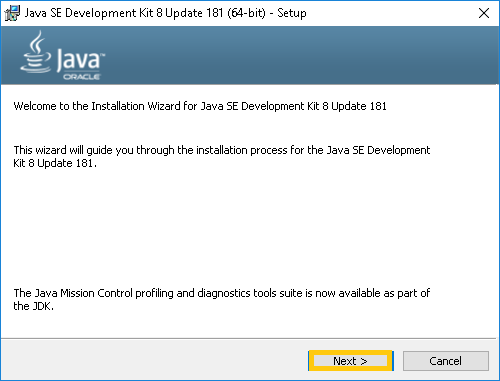 Java SE Development Kit 8 Update 181 (64-bit) - Setup
Java
ORACLE
Welcome to the Installation Wizard for Java SE Development Kit 8 Update 181
This wizard will guide you through the installation process for the Java SE Development
Kit 8 Update 181.
The Java Mission Control profiling and diagnostics tools suite is now available as part of
the JDK.
Next >
Cancel